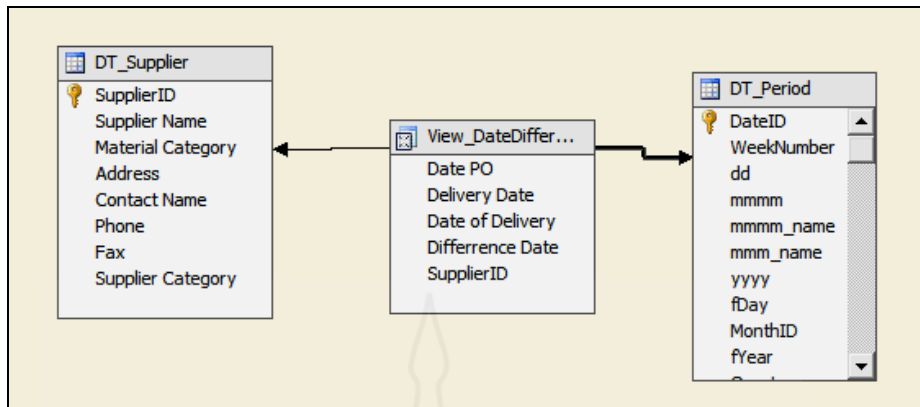 DT_Supplier
SupplierID
Supplier Name
Material Category
Address
Contact Name
Phone
Fax
Supplier Category
View_DateDiffer...
Date PO
Delivery Date
Date of Delivery
Differrence Date
SupplierID
DT_Period
DateID
WeekNumber
dd
mmmm
mmmm_name
mmm_name
yyyy
fDay
MonthID
fYear